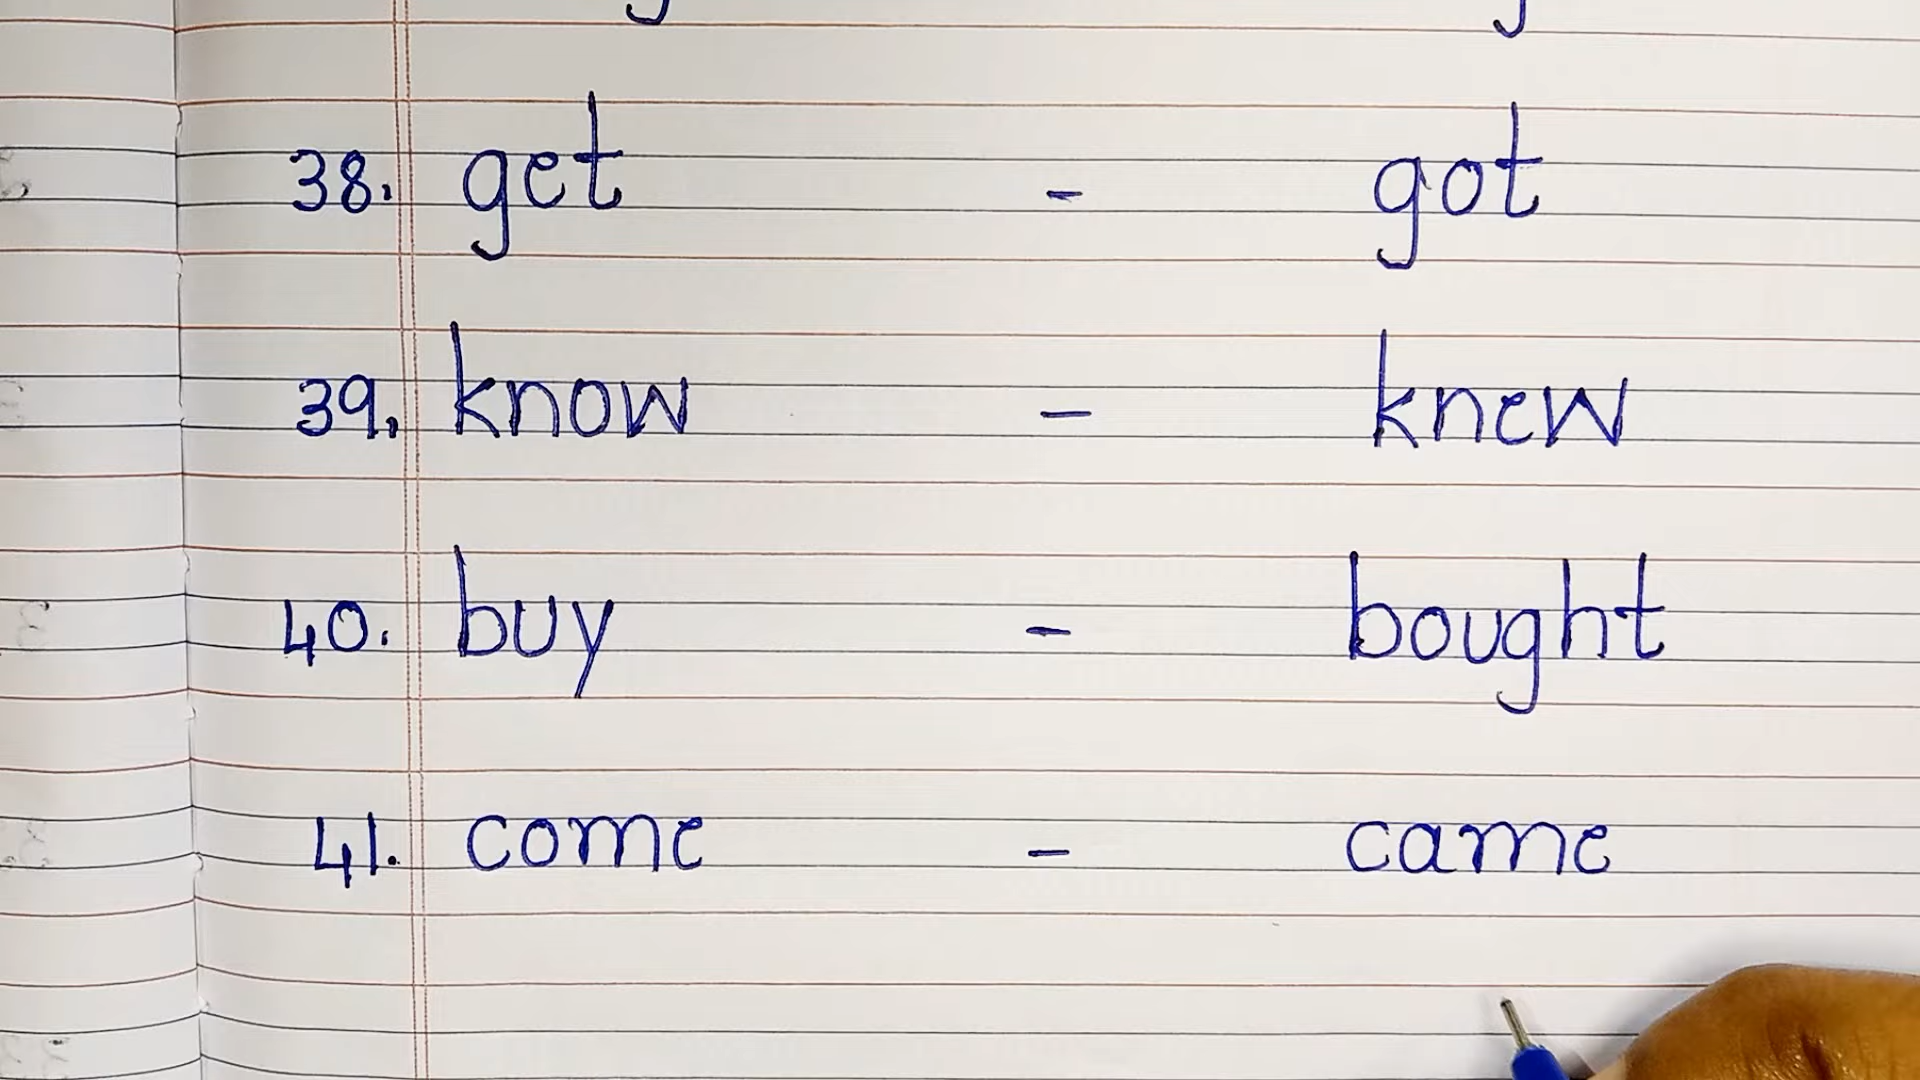 38. get - got
39. know - knew
40. buy - bought
41. come - came